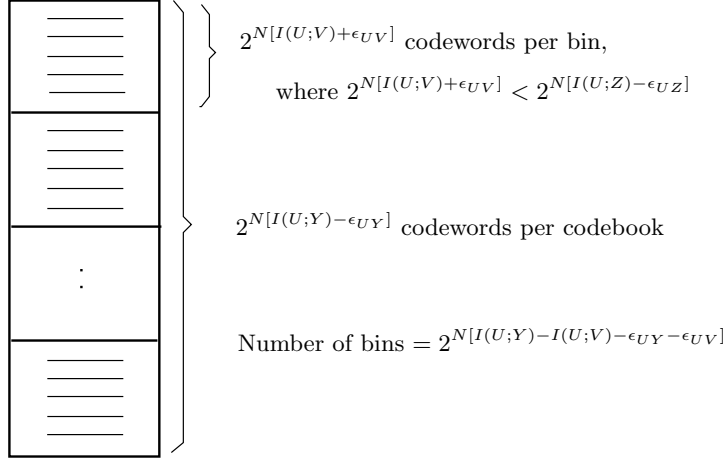 2^{N[I(U;V)+ϵ_{UV}]} codewords per bin,
where 2^{N[I(U;V)+ϵ_{UV}]} < 2^{N[I(U;Z)−ϵ_{UZ}]}
2^{N[I(U;Y)−ϵ_{UY}]} codewords per codebook
Number of bins = 2^{N[I(U;Y)−I(U;V)−ϵ_{UY}−ϵ_{UV}]}